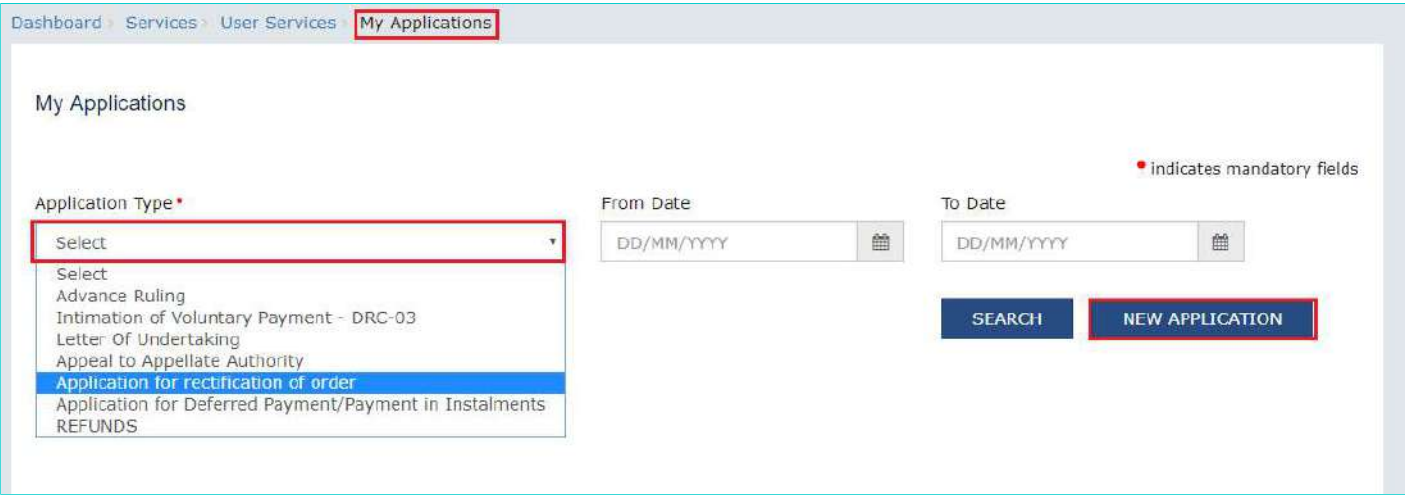 Dashboard › Services › User Services › My Applications
My Applications
• indicates mandatory fields
Application Type • From Date To Date
Select DD/MM/YYYY DD/MM/YYYY
Select
Advance Ruling
Intimation of Voluntary Payment - DRC-03
Letter Of Undertaking
SEARCH NEW APPLICATION
Appeal to Appellate Authority
Application for rectification of order
Application for Deferred Payment/Payment in Instalments
REFUNDS